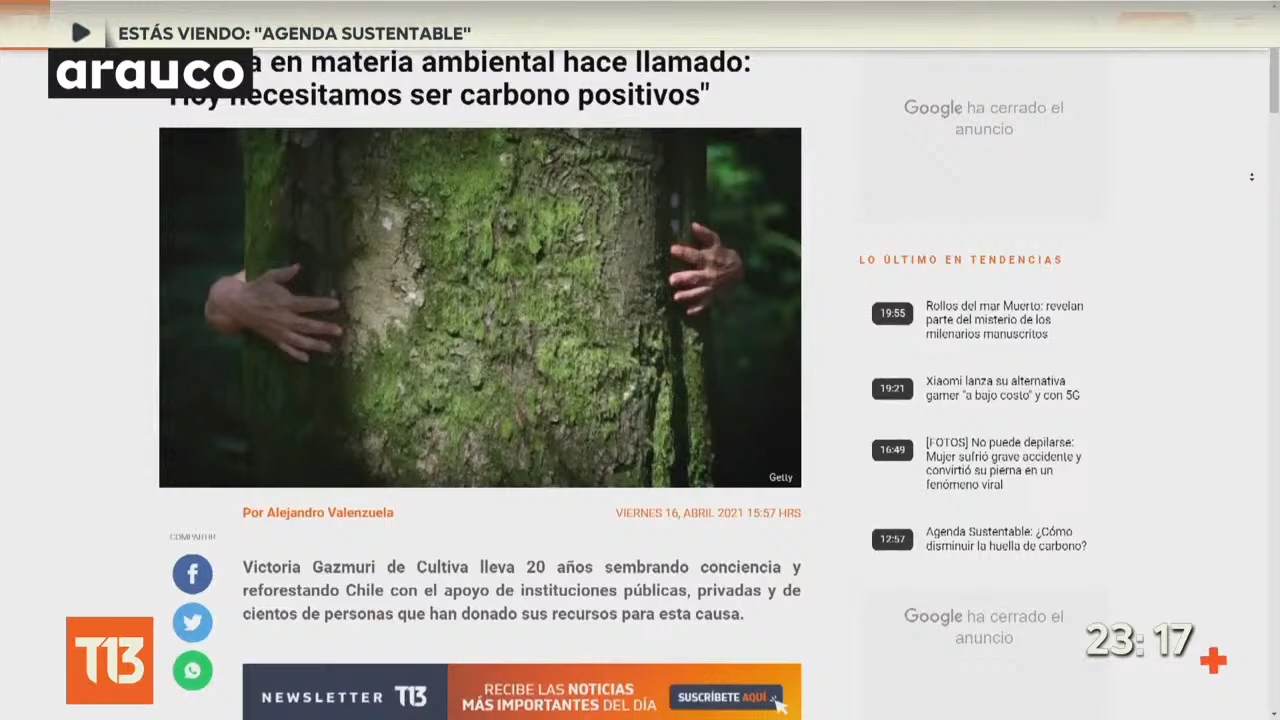 ESTÁS VIENDO: "AGENDA SUSTENTABLE"
arauco
a en materia ambiental hace llamado:
"Hoy necesitamos ser carbono positivos"
Getty
Por Alejandro Valenzuela
VIERNES 16, ABRIL 2021 15:57 HRS
COMPARTIR
Victoria Gazmuri de Cultiva lleva 20 años sembrando conciencia y
reforestando Chile con el apoyo de instituciones públicas, privadas y de
cientos de personas que han donado sus recursos para esta causa.
NEWSLETTER T13
RECIBE LAS NOTICIAS
MÁS IMPORTANTES DEL DÍA
SUSCRÍBETE AQUÍ
Google ha cerrado el
anuncio
LO ÚLTIMO EN TENDENCIAS
19:55
Rollos del mar Muerto: revelan
parte del misterio de los
milenarios manuscritos
19:21
Xiaomi lanza su alternativa
gamer "a bajo costo" y con 5G
16:49
[FOTOS] No puede depilarse:
Mujer sufrió grave accidente y
convirtió su pierna en un
fenómeno viral
12:57
Agenda Sustentable: ¿Cómo
disminuir la huella de carbono?
Google ha cerrado el
anuncio
T13
23:17